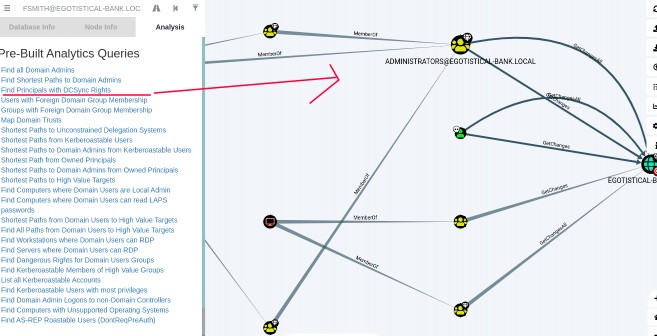 FSMITH@EGOTISTICAL-BANK.LOC
Database Info
Node Info
Analysis
Pre-Built Analytics Queries
Find all Domain Admins
Find Shortest Paths to Domain Admins
Find Principals with DCSync Rights
Users with Foreign Domain Group Membership
Groups with Foreign Domain Group Membership
Map Domain Trusts
Shortest Paths to Unconstrained Delegation Systems
Shortest Paths from Kerberoastable Users
Shortest Paths to Domain Admins from Kerberoastable Users
Shortest Path from Owned Principals
Shortest Paths to Domain Admins from Owned Principals
Shortest Paths to High Value Targets
Find Computers where Domain Users are Local Admin
Find Computers where Domain Users can read LAPS
passwords
Shortest Paths from Domain Users to High Value Targets
Find All Paths from Domain Users to High Value Targets
Find Workstations where Domain Users can RDP
Find Servers where Domain Users can RDP
Find Dangerous Rights for Domain Users Groups
Find Kerberoastable Members of High Value Groups
List all Kerberoastable Accounts
Find Kerberoastable Users with most privileges
Find Domain Admin Logons to non-Domain Controllers
Find Computers with Unsupported Operating Systems
Find AS-REP Roastable Users (DontReqPreAuth)
MemberOf
MemberOf
ADMINISTRATORS@EGOTISTICAL-BANK.LOCAL
GetChangesAll
GetChangesAll
GetChanges
GetChanges
EGOTISTICAL-B
MemberOf
GetChanges
MemberOf
GetChangesAll
MemberOf